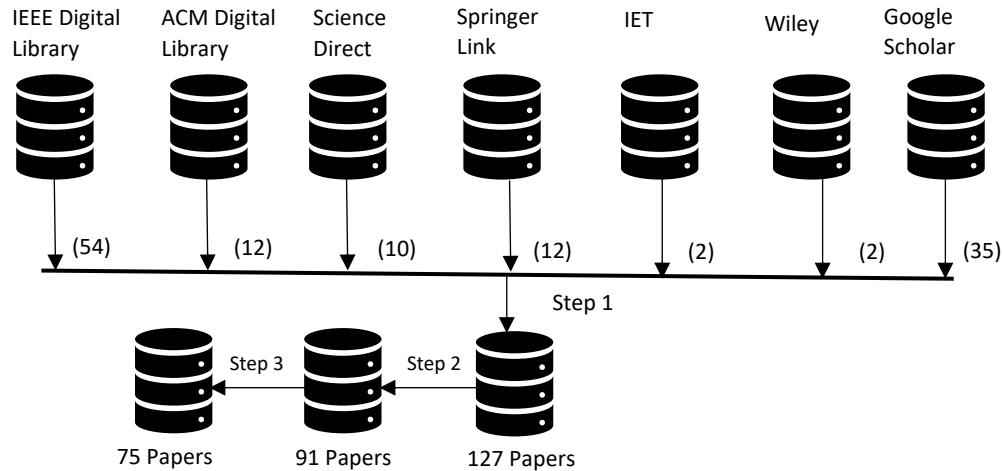 IEEE Digital
Library
ACM Digital
Library
Science
Direct
Springer
Link
IET
Wiley
Google
Scholar
(54)
(12)
(10)
(12)
(2)
(2)
(35)
Step 1
Step 3
Step 2
75 Papers
91 Papers
127 Papers